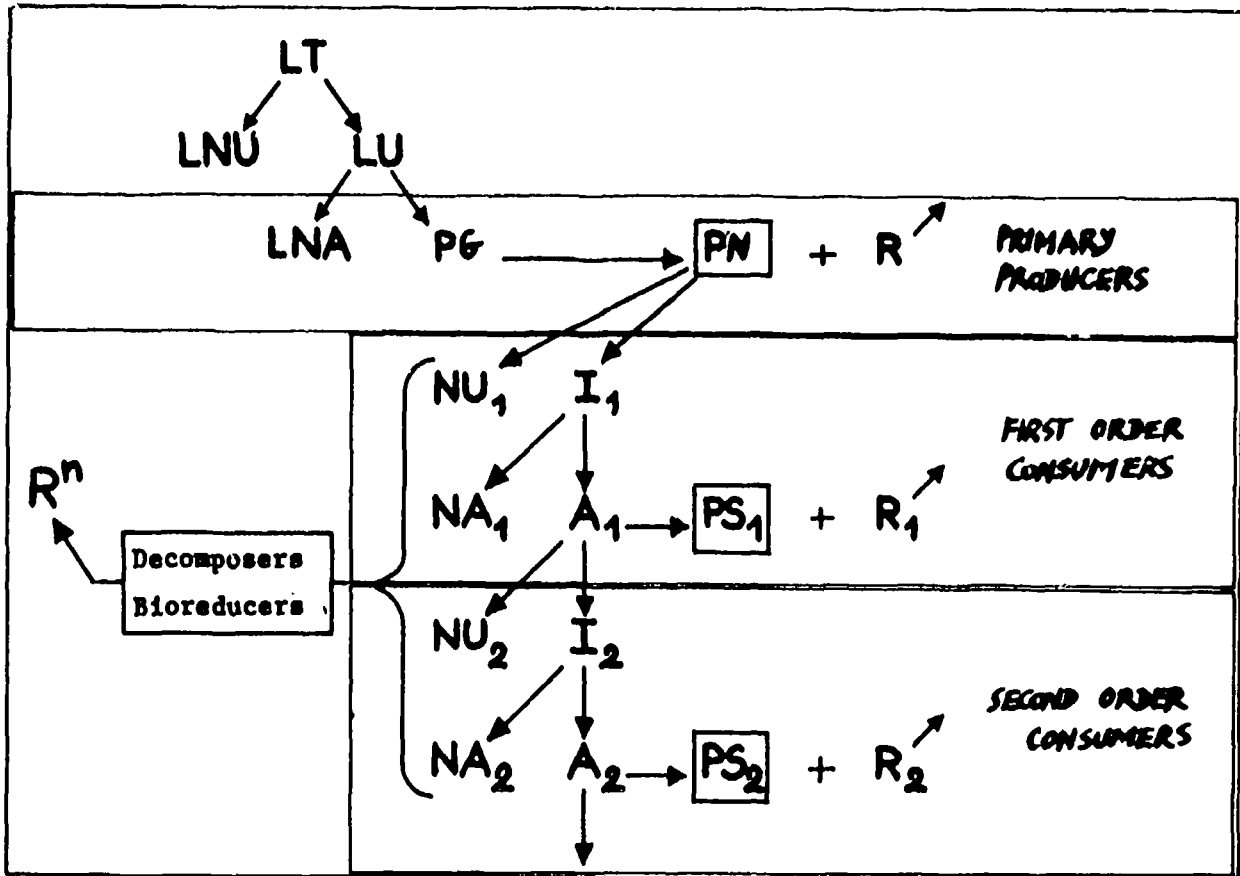 LT
LNU LU
LNA PG PN + R PRIMARY
PRODUCERS
NU₁ I₁
FIRST ORDER
CONSUMERS
NA₁ A₁ PS₁ + R₁
Rⁿ
Decomposers
Bioreducers
NU₂ I₂
SECOND ORDER
CONSUMERS
NA₂ A₂ PS₂ + R₂